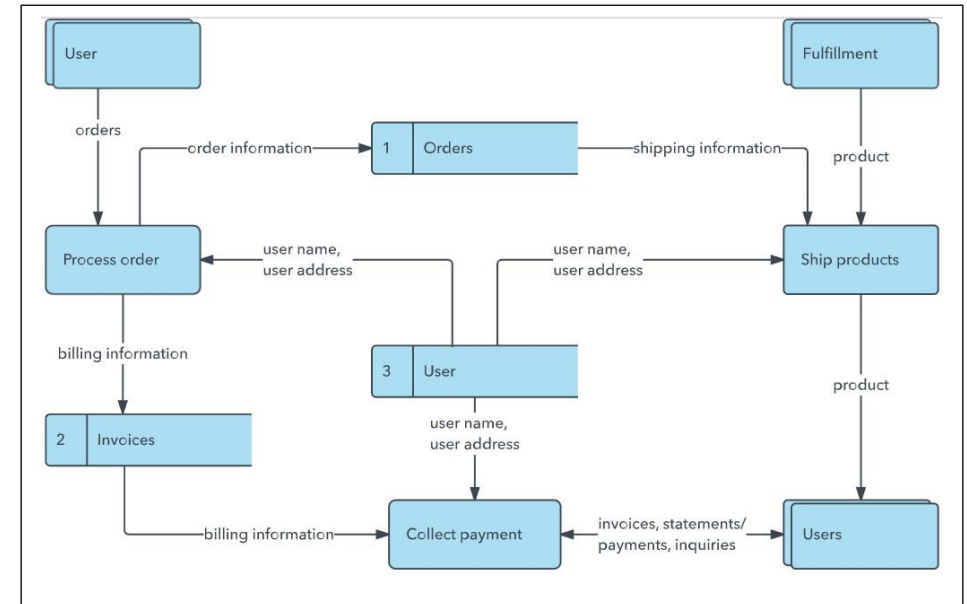 User
Fulfillment
orders
order information
1 Orders
shipping information
product
Process order
user name,
user address
user name,
user address
Ship products
billing information
3 User
product
2 Invoices
user name,
user address
billing information
Collect payment
invoices, statements/
payments, inquiries
Users